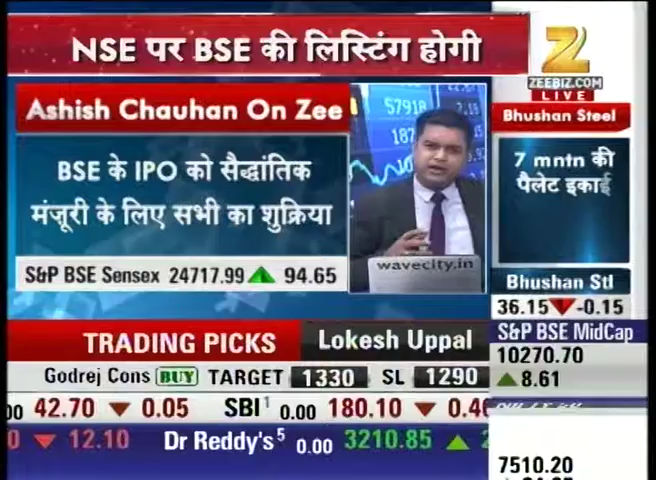 NSE पर BSE की लिस्टिंग होगी
ZEEBIZ.COM
LIVE
Ashish Chauhan On Zee
BSE के IPO को सैद्धांतिक
मंजूरी के लिए सभी का शुक्रिया
S&P BSE Sensex 24717.99 94.65
57918
wavecity.in
Bhushan Steel
7 mntn की
पैलेट इकाई
Bhushan Stl
36.15 -0.15
S&P BSE MidCap
10270.70
8.61
TRADING PICKS Lokesh Uppal
Godrej Cons BUY TARGET 1330 SL 1290
42.70 0.05 SBI 1 0.00 180.10
12.10 Dr Reddy's 5 0.00 3210.85
7510.20